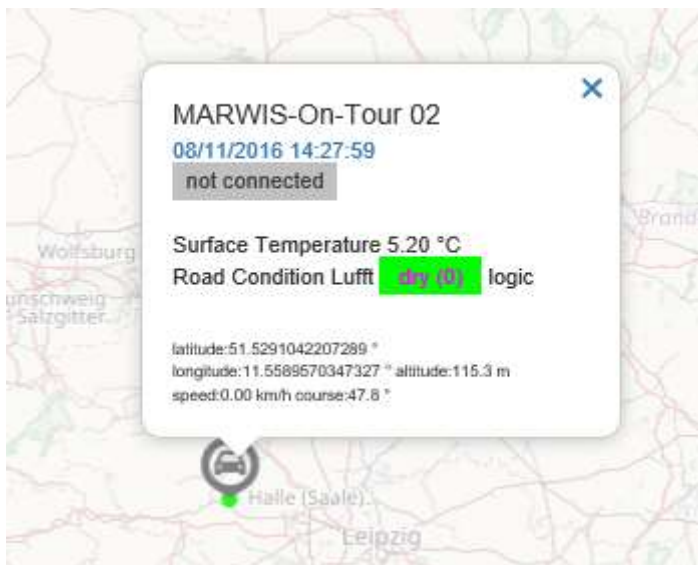 MARWIS-On-Tour 02
08/11/2016 14:27:59
not connected
Surface Temperature 5.20 °C
Road Condition Lufft dry (0) logic
latitude:51.5291042207289 °
longitude:11.5589570347327 ° altitude:115.3 m
speed:0.00 km/h course:47.8 °
Brand
Wolfsburg
unschweig
Salzgitter
Halle (Saale)
Leipzig